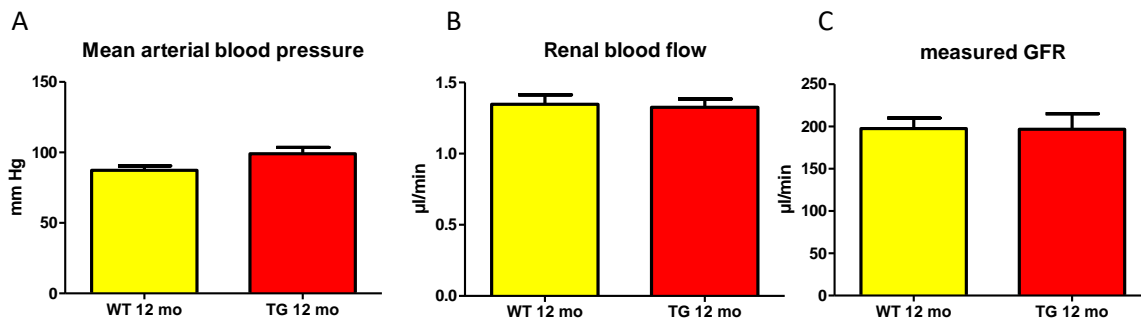 A
Mean arterial blood pressure
mm Hg
150
100
50
0
WT 12 mo
TG 12 mo
B
Renal blood flow
µl/min
1.5
1.0
0.5
0.0
WT 12 mo
TG 12 mo
C
measured GFR
µl/min
250
200
150
100
50
0
WT 12 mo
TG 12 mo